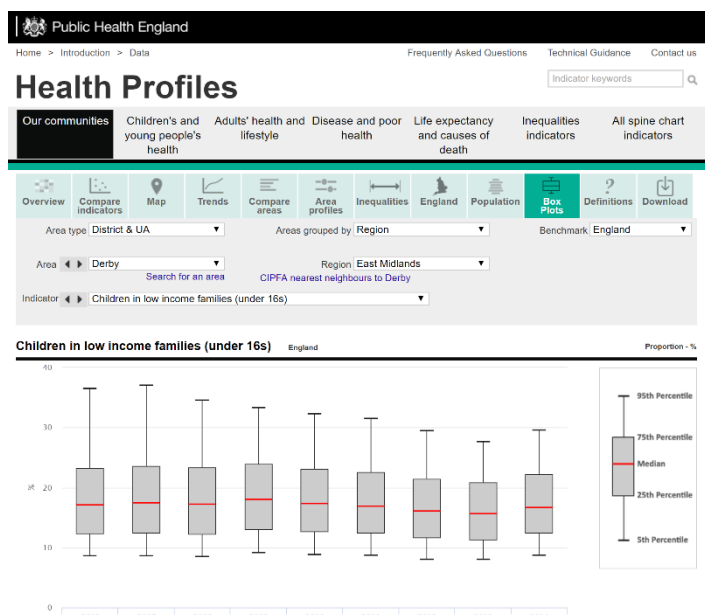 Public Health England
Home > Introduction > Data
Frequently Asked Questions Technical Guidance Contact us
Health Profiles
Indicator keywords
Our communities
Children's and young people's health
Adults' health and lifestyle
Disease and poor health
Life expectancy and causes of death
Inequalities indicators
All spine chart indicators
Overview
Compare indicators
Map
Trends
Compare areas
Area profiles
Inequalities
England
Population
Box Plots
Definitions
Download
Area type District & UA
Areas grouped by Region
Benchmark England
Area Derby
Region East Midlands
Search for an area
CIPFA nearest neighbours to Derby
Indicator Children in low income families (under 16s)
Children in low income families (under 16s) England Proportion - %
40
30
% 20
10
0
95th Percentile
75th Percentile
Median
25th Percentile
5th Percentile